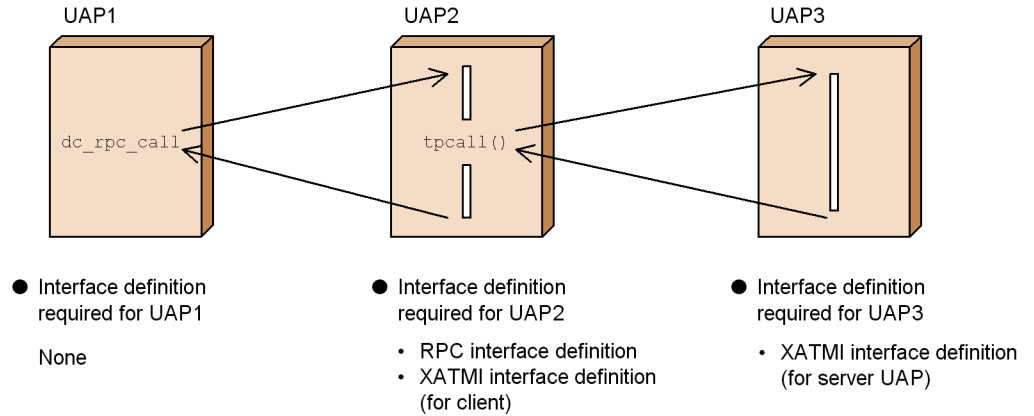 UAP1
UAP2
UAP3
dc_rpc_call
tpcall()
● Interface definition
required for UAP1
None
● Interface definition
required for UAP2
• RPC interface definition
• XATMI interface definition
(for client)
● Interface definition
required for UAP3
• XATMI interface definition
(for server UAP)